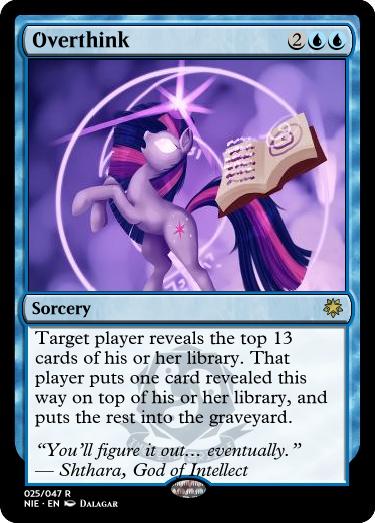 Overthink 2
Sorcery
Target player reveals the top 13
cards of his or her library. That
player puts one card revealed this
way on top of his or her library, and
puts the rest into the graveyard.
“You’ll figure it out… eventually.”
— Shthara, God of Intellect
025/047 R
NIE • EN Dalagar